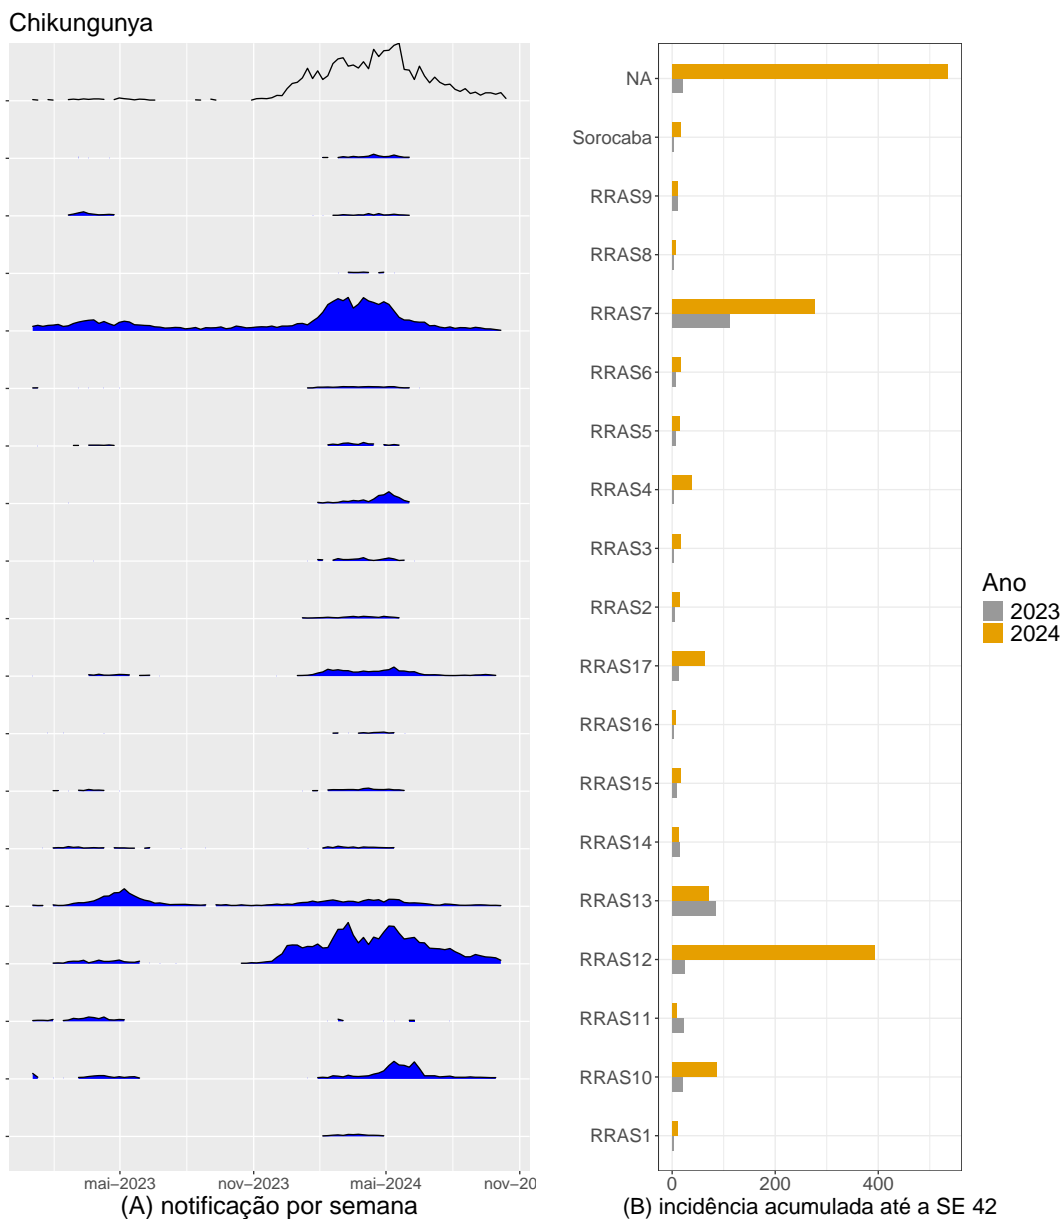 Chikungunya
NA
Sorocaba
RRAS9
RRAS8
RRAS7
RRAS6
RRAS5
RRAS4
RRAS3
RRAS2
RRAS17
RRAS16
RRAS15
RRAS14
RRAS13
RRAS12
RRAS11
RRAS10
RRAS1
Ano
2023
2024
mai–2023 nov–2023 mai–2024 nov–20
0 200 400
(A) notificação por semana
(B) incidência acumulada até a SE 42